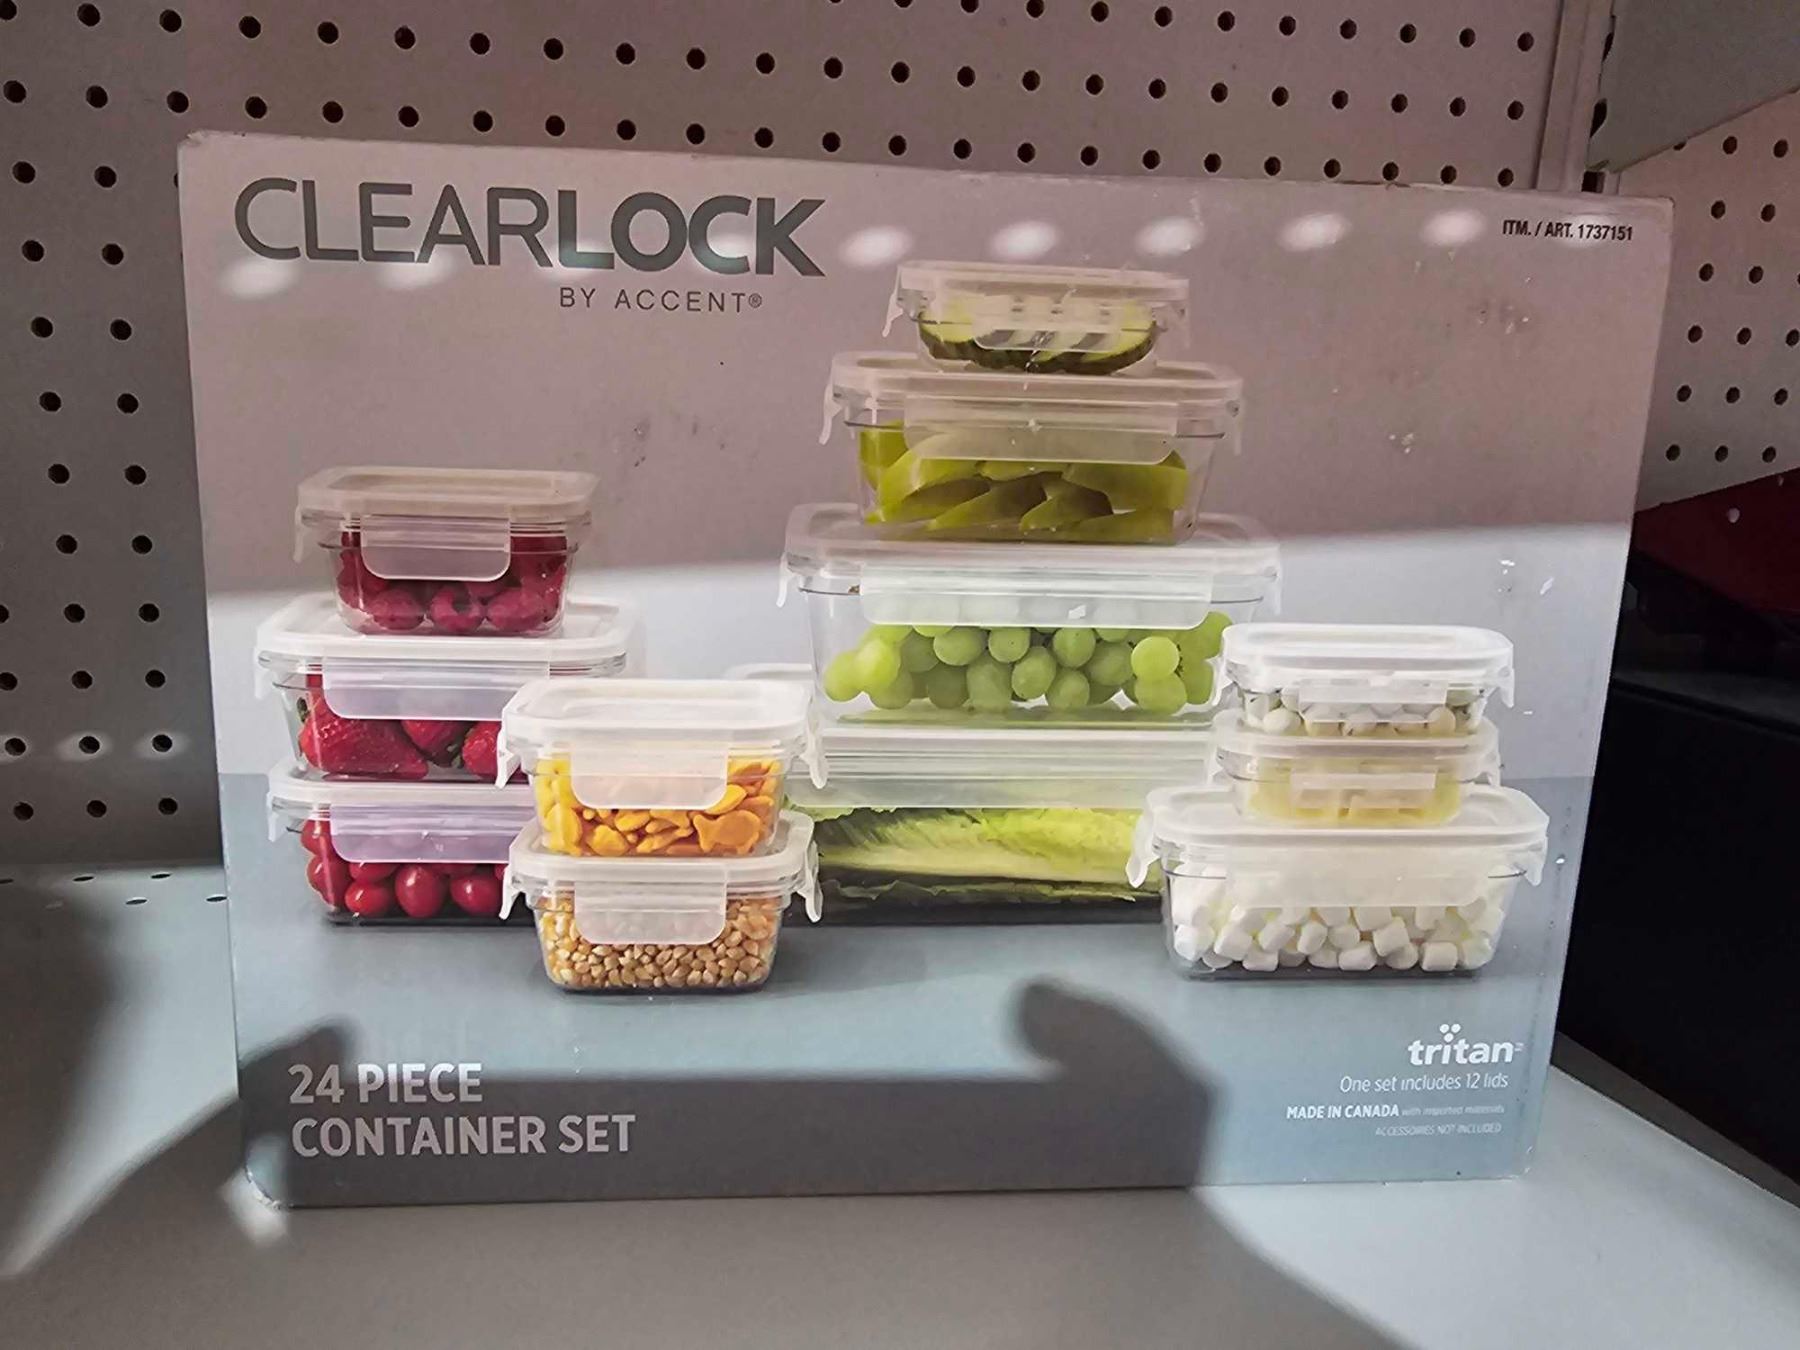 CLEARLOCK
BY ACCENT®
ITM. / ART. 1737151
24 PIECE
CONTAINER SET
tritan™
One set includes 12 lids
MADE IN CANADA with imported materials
ACCESSORIES NOT INCLUDED